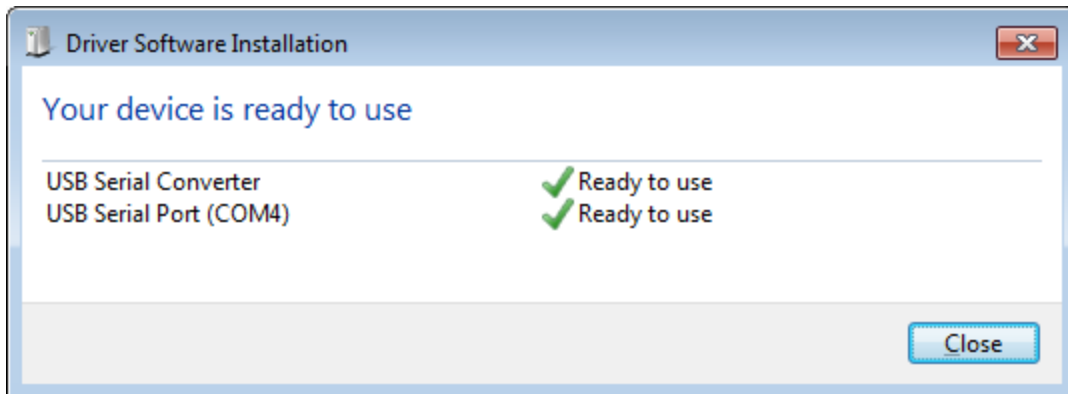 Driver Software Installation
Your device is ready to use
USB Serial Converter Ready to use
USB Serial Port (COM4) Ready to use
Close